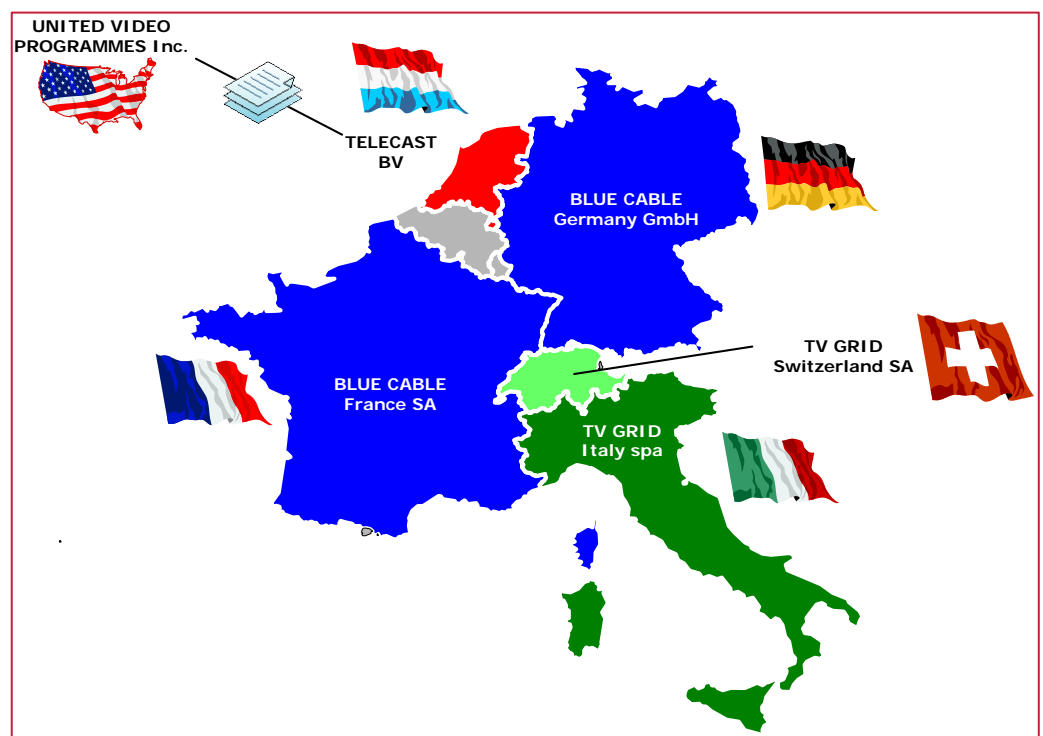 UNITED VIDEO
PROGRAMMES Inc.
TELECAST
BV
BLUE CABLE
Germany GmbH
TV GRID
Switzerland SA
BLUE CABLE
France SA
TV GRID
Italy spa